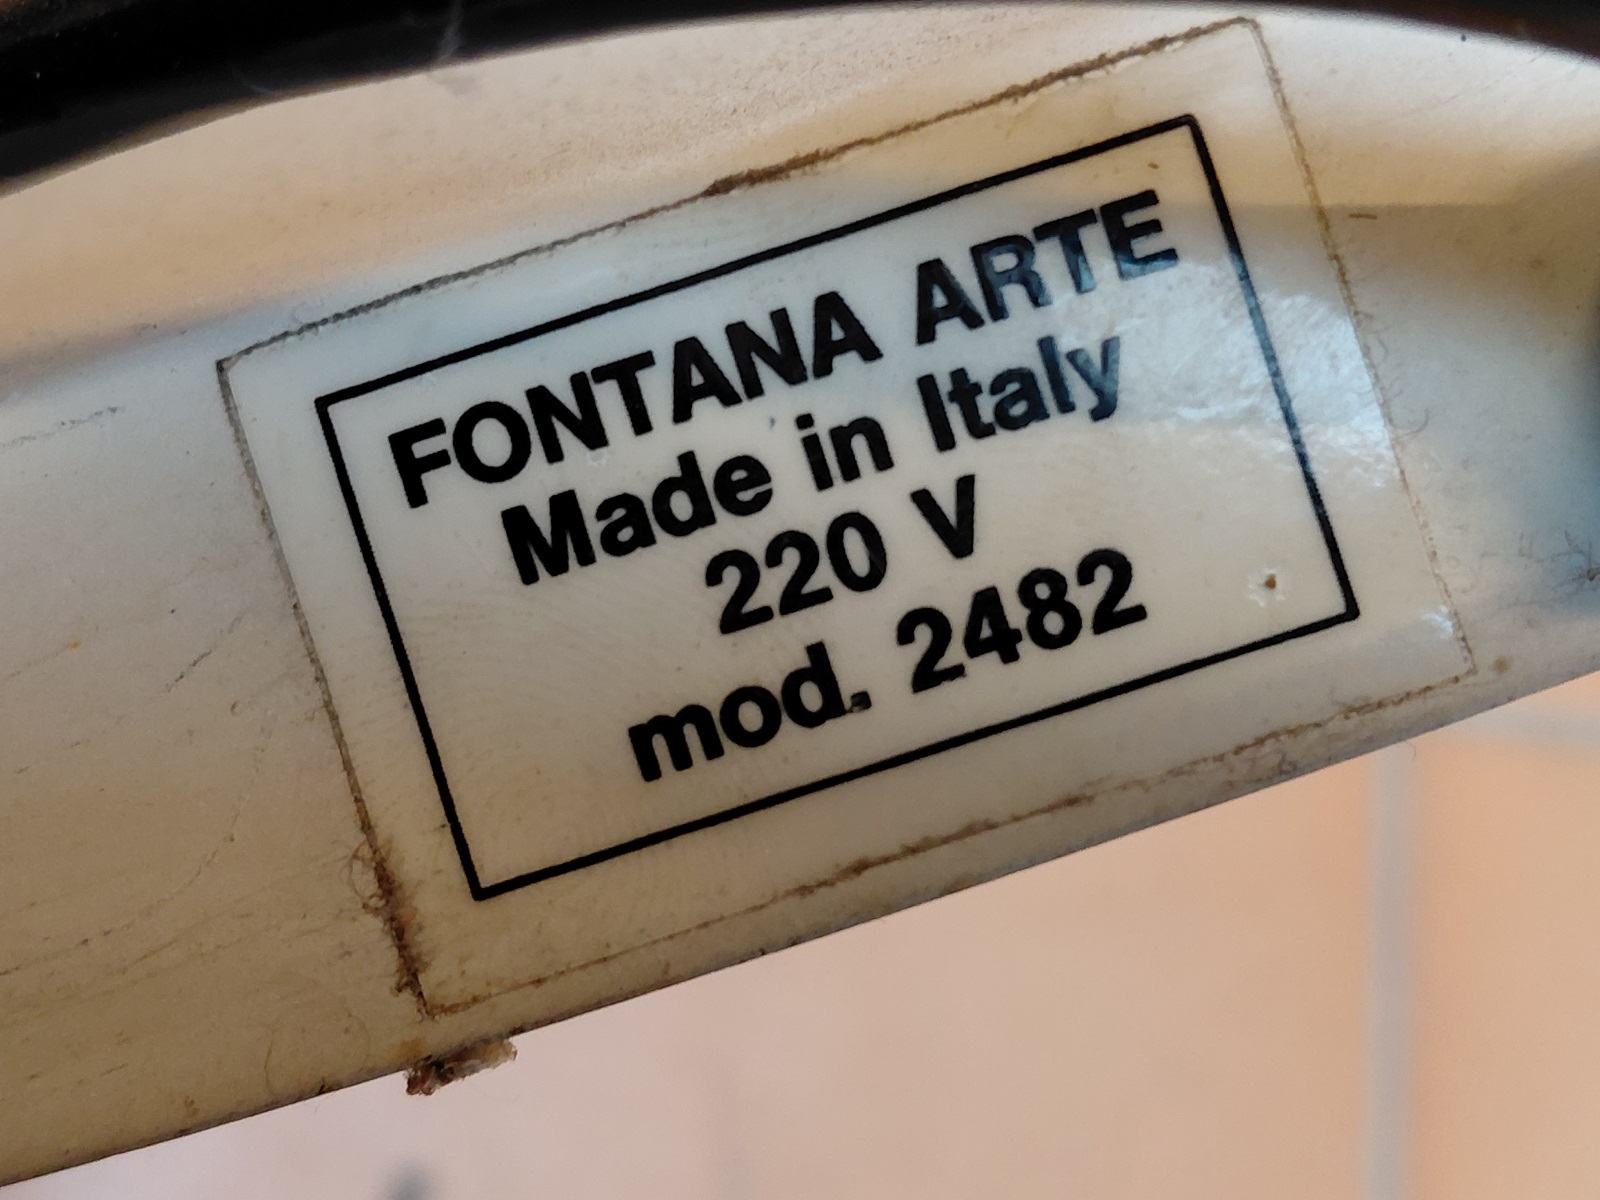 FONTANA ARTE
Made in Italy
220 V
mod. 2482